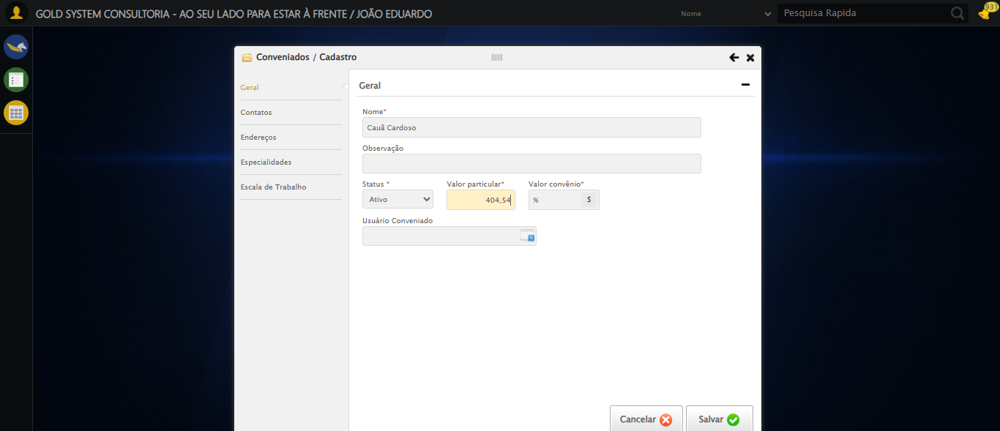 GOLD SYSTEM CONSULTORIA - AO SEU LADO PARA ESTAR À FRENTE / JOÃO EDUARDO
Nome
Pesquisa Rapida
931
Conveniados / Cadastro
Geral
Contatos
Endereços
Especialidades
Escala de Trabalho
Geral
Nome*
Cauã Cardoso
Observação
Status * Valor particular* Valor convênio*
Ativo 404,54 % $
Usuário Conveniado
Cancelar Salvar